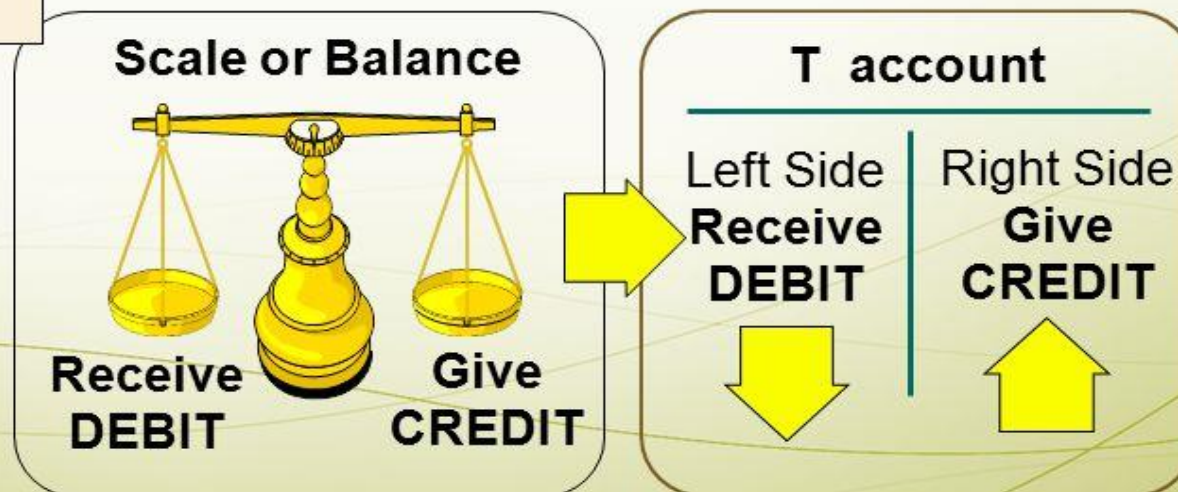 Scale or Balance
Receive
DEBIT
Give
CREDIT
T account
Left Side
Receive
DEBIT
Right Side
Give
CREDIT